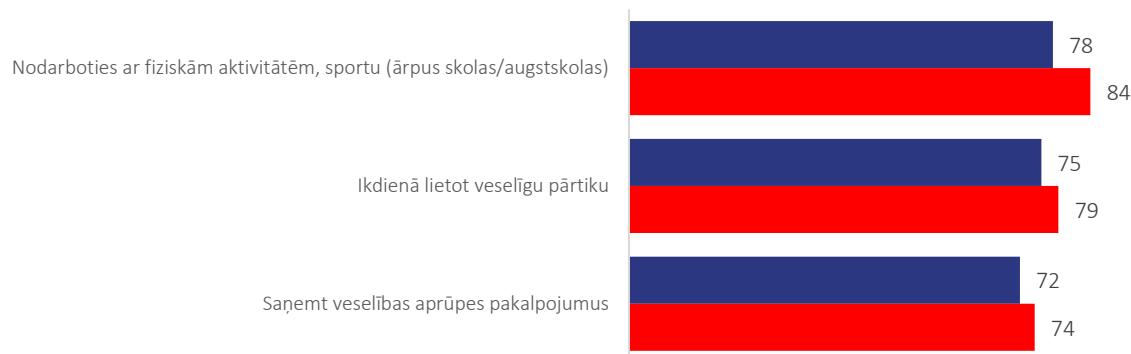 Nodarboties ar fiziskām aktivitātēm, sportu (ārpus skolas/augstskolas)
78
84
Ikdienā lietot veselīgu pārtiku
75
79
Saņemt veselības aprūpes pakalpojumus
72
74